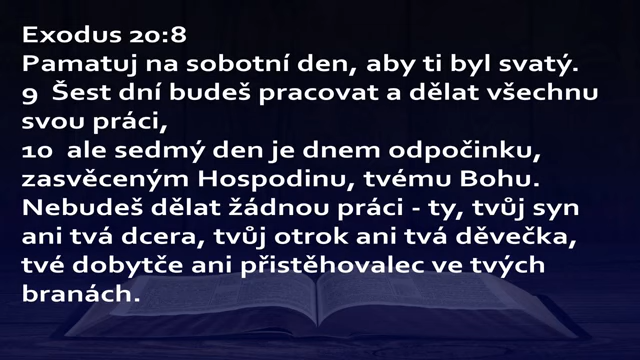 Exodus 20:8
Pamatuj na sobotní den, aby ti byl svatý.
9 Šest dní budeš pracovat a dělat všechnu
svou práci,
10 ale sedmý den je dnem odpočinku,
zasvěceným Hospodinu, tvému Bohu.
Nebudeš dělat žádnou práci - ty, tvůj syn
ani tvá dcera, tvůj otrok ani tvá děvečka,
tvé dobytče ani přistěhovalec ve tvých
branách.